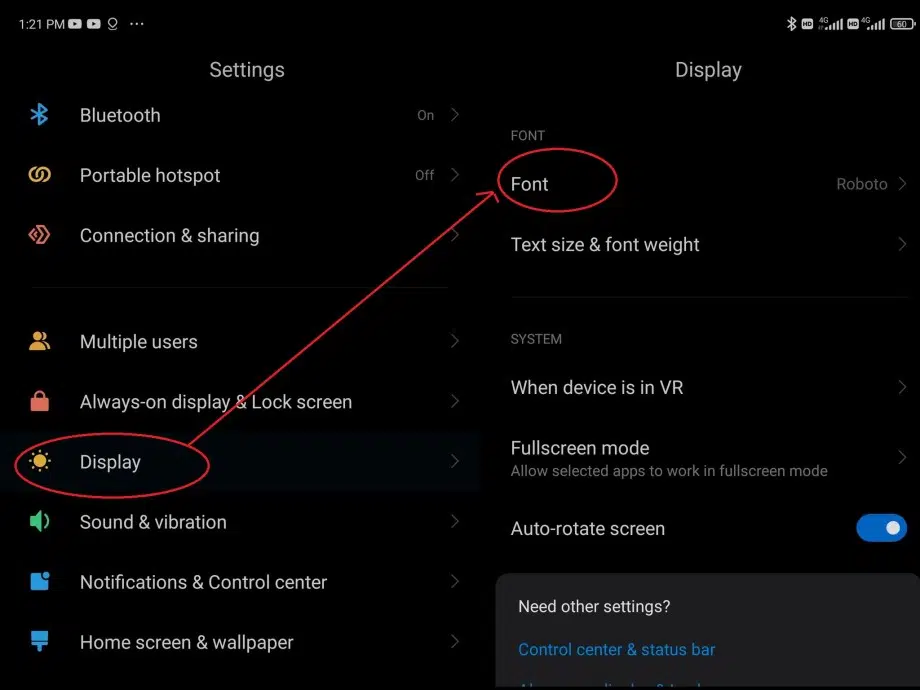 1:21 PM
HD 4G HD 4G 60
Settings
Bluetooth On
Portable hotspot Off
Connection & sharing
Multiple users
Always-on display & Lock screen
Display
Sound & vibration
Notifications & Control center
Home screen & wallpaper
Display
FONT
Font Roboto
Text size & font weight
SYSTEM
When device is in VR
Fullscreen mode
Allow selected apps to work in fullscreen mode
Auto-rotate screen
Need other settings?
Control center & status bar